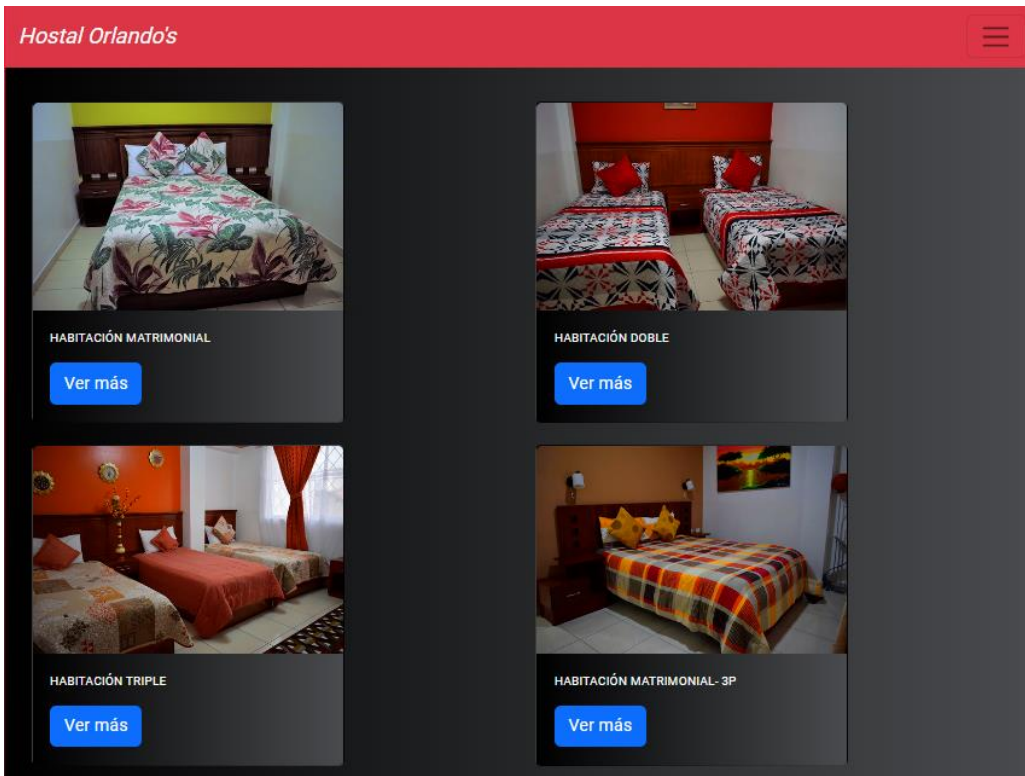 Hostal Orlando's
HABITACIÓN MATRIMONIAL
Ver más
HABITACIÓN DOBLE
Ver más
HABITACIÓN TRIPLE
Ver más
HABITACIÓN MATRIMONIAL- 3P
Ver más